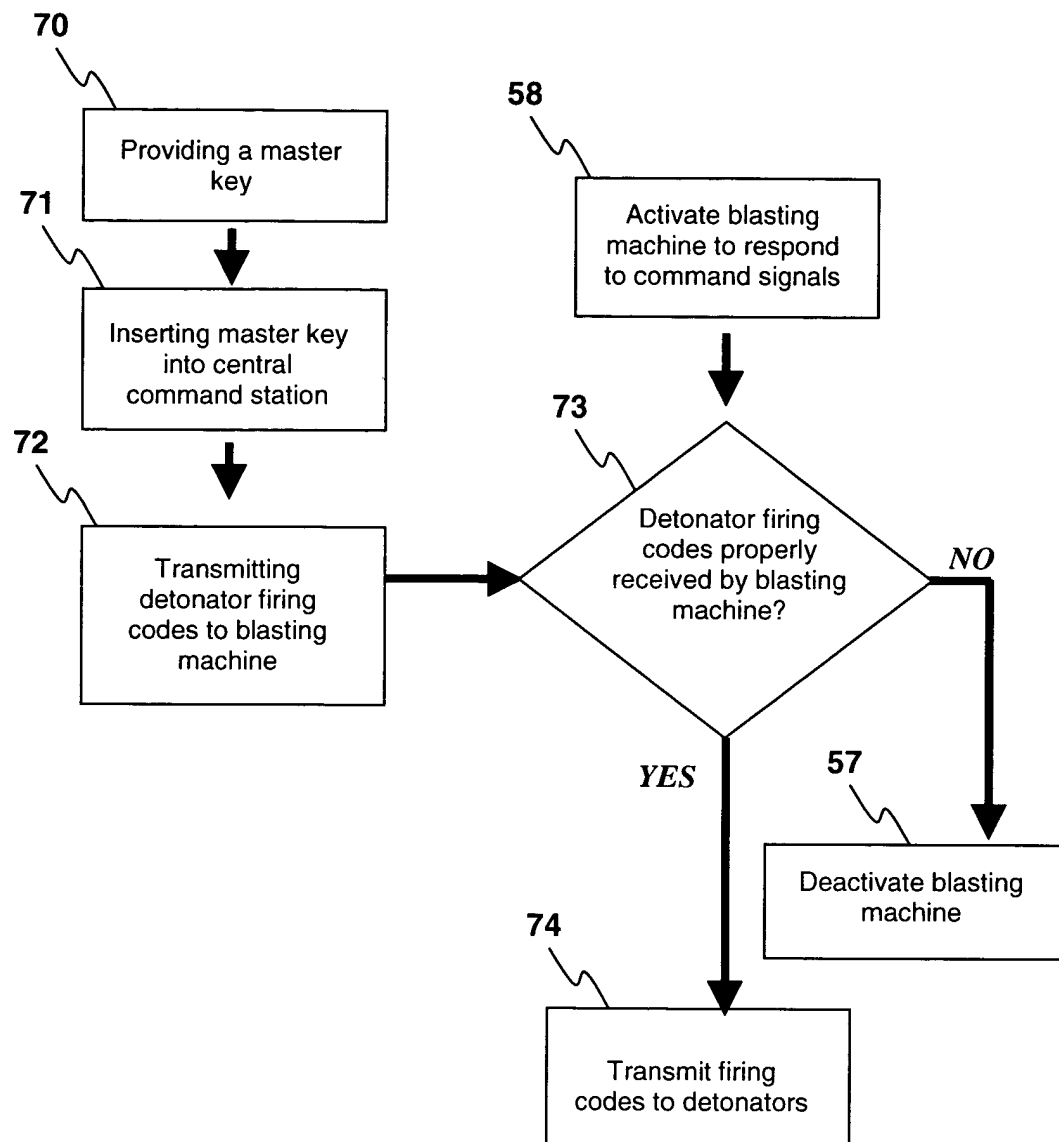 70
Providing a master
key
71
Inserting master key
into central
command station
72
Transmitting
detonator firing
codes to blasting
machine
58
Activate blasting
machine to respond
to command signals
73
Detonator firing
codes properly
received by blasting
machine?
NO
YES
57
Deactivate blasting
machine
74
Transmit firing
codes to detonators